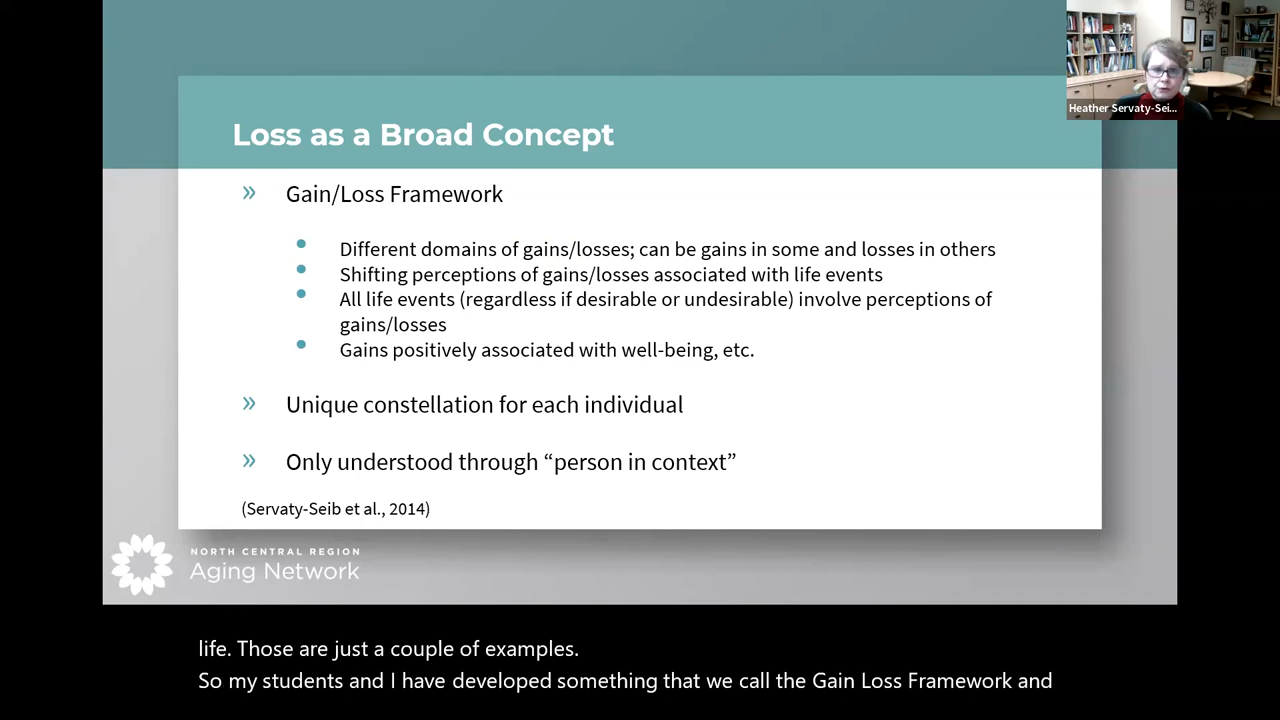 Heather Servaty-Sei...
Loss as a Broad Concept
» Gain/Loss Framework
• Different domains of gains/losses; can be gains in some and losses in others
• Shifting perceptions of gains/losses associated with life events
• All life events (regardless if desirable or undesirable) involve perceptions of
gains/losses
• Gains positively associated with well-being, etc.
» Unique constellation for each individual
» Only understood through “person in context”
(Servaty-Seib et al., 2014)
NORTH CENTRAL REGION
Aging Network
life. Those are just a couple of examples.
So my students and I have developed something that we call the Gain Loss Framework and